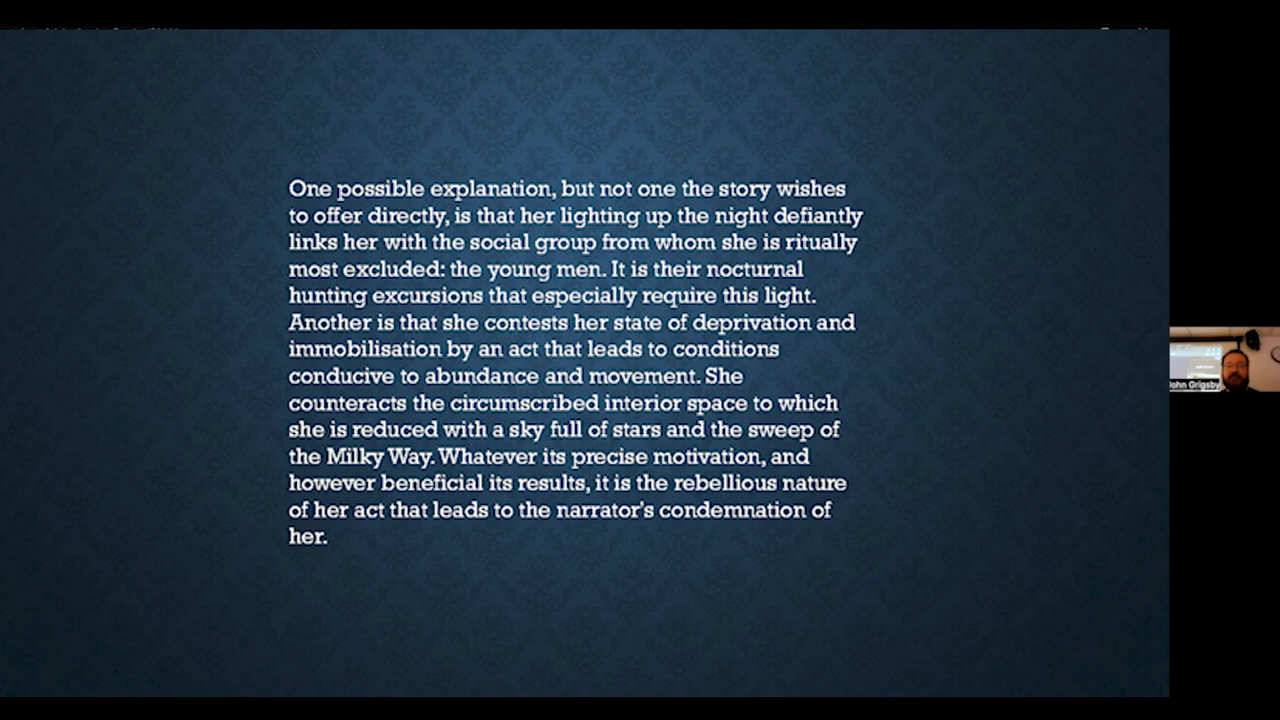 One possible explanation, but not one the story wishes
to offer directly, is that her lighting up the night defiantly
links her with the social group from whom she is ritually
most excluded: the young men. It is their nocturnal
hunting excursions that especially require this light.
Another is that she contests her state of deprivation and
immobilisation by an act that leads to conditions
conducive to abundance and movement. She
counteracts the circumscribed interior space to which
she is reduced with a sky full of stars and the sweep of
the Milky Way. Whatever its precise motivation, and
however beneficial its results, it is the rebellious nature
of her act that leads to the narrator's condemnation of
her.
John Grigsby